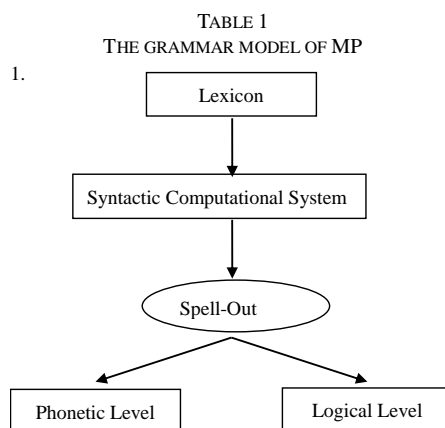 TABLE 1
THE GRAMMAR MODEL OF MP
1.
Lexicon
Syntactic Computational System
Spell-Out
Phonetic Level
Logical Level